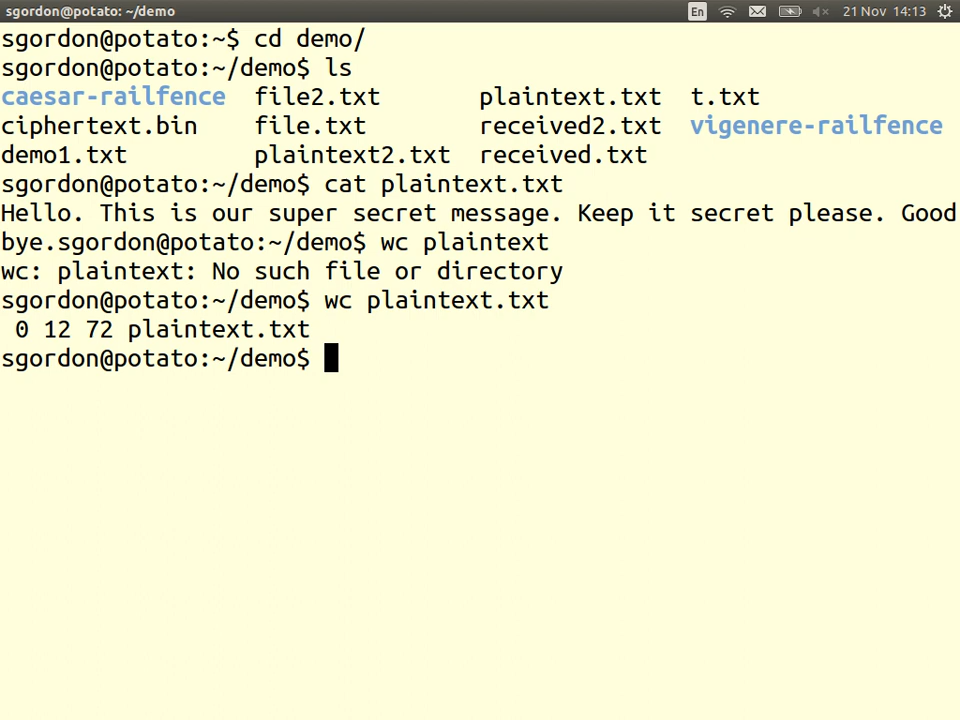 sgordon@potato: ~/demo En 21 Nov 14:13
sgordon@potato:~$ cd demo/
sgordon@potato:~/demo$ ls
caesar-railfence file2.txt plaintext.txt t.txt
ciphertext.bin file.txt received2.txt vigenere-railfence
demo1.txt plaintext2.txt received.txt
sgordon@potato:~/demo$ cat plaintext.txt
Hello. This is our super secret message. Keep it secret please. Good
bye.sgordon@potato:~/demo$ wc plaintext
wc: plaintext: No such file or directory
sgordon@potato:~/demo$ wc plaintext.txt
0 12 72 plaintext.txt
sgordon@potato:~/demo$